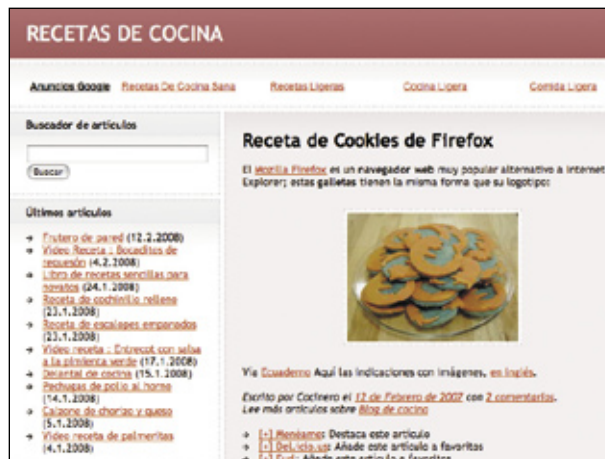 RECETAS DE COCINA
Anuncios Google Recetas De Cocina Sana Recetas Ligeras Cocina Ligera Comida Ligera
Buscador de artículos
Buscar
Últimos artículos
Frutero de pared (12.2.2008)
Video Receta : Bocaditos de
requesón (4.2.2008)
Libro de recetas sencillas para
novatos (24.1.2008)
Receta de cochinillo relleno
(23.1.2008)
Receta de escalopes empanados
(23.1.2008)
Video receta : Entrecot con salsa
a la pimienta verde (17.1.2008)
Delantal de cocina (15.1.2008)
Pechugas de pollo al horno
(14.1.2008)
Calzone de chorizo y queso
(5.1.2008)
Video receta de palmeritas
(4.1.2008)
Receta de Cookies de Firefox
El Mozilla Firefox es un navegador web muy popular alternativo a Internet
Explorer; estas galletas tienen la misma forma que su logotipo:
Vía Ecuaderno Aquí las indicaciones con imágenes, en inglés.
Escrito por Cocinero el 12 de Febrero de 2007 con 2 comentarios.
Lee más artículos sobre Blog de cocina
[+] Menéame: Destaca este artículo
[+] Del.icio.us: Añade este artículo a favoritos
Añade este artículo a favoritos